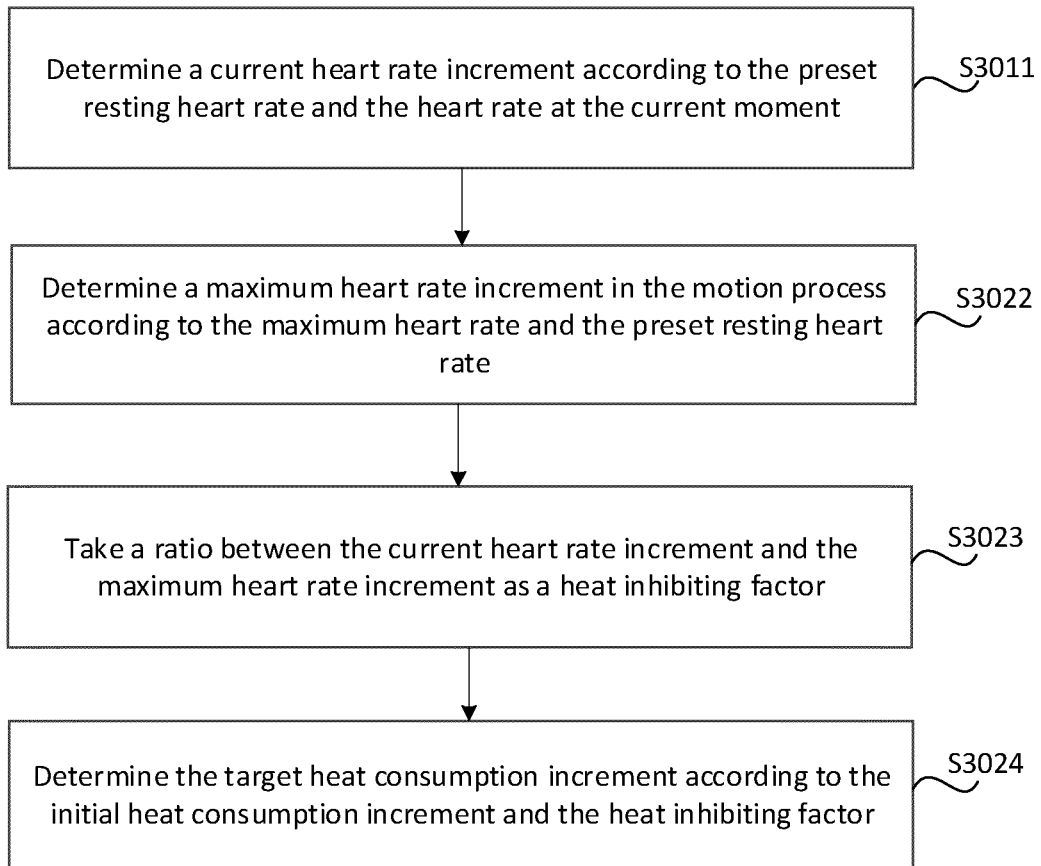 Determine a current heart rate increment according to the preset
resting heart rate and the heart rate at the current moment
S3011
Determine a maximum heart rate increment in the motion process
according to the maximum heart rate and the preset resting heart
rate
S3022
Take a ratio between the current heart rate increment and the
maximum heart rate increment as a heat inhibiting factor
S3023
Determine the target heat consumption increment according to the
initial heat consumption increment and the heat inhibiting factor
S3024